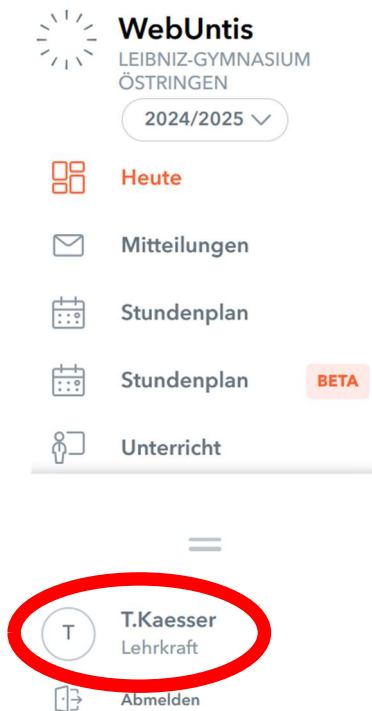 WebUntis
LEIBNIZ-GYMNASIUM
ÖSTRINGEN
2024/2025
Heute
Mitteilungen
Stundenplan
Stundenplan BETA
Unterricht
T T.Kaesser
Lehrkraft
Abmelden